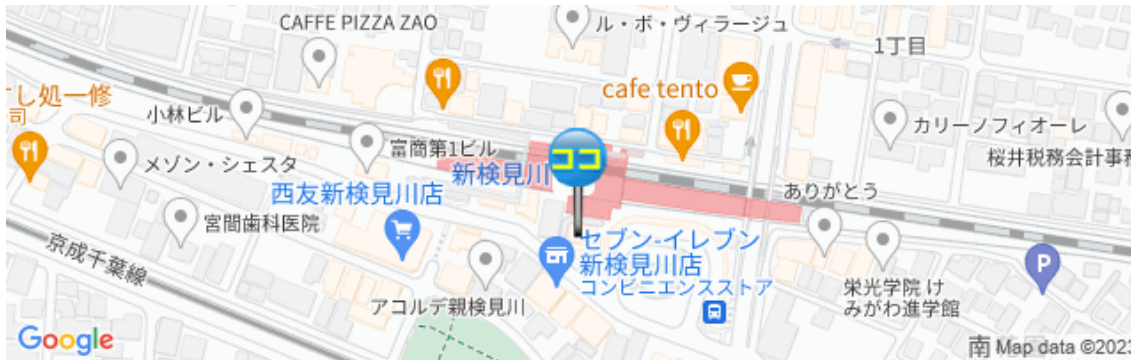 CAFFE PIZZA ZAO
ル・ボ・ヴィラージュ
1丁目
cafe tento
すし処一修
司
小林ビル
カリーノフィオーレ
富商第1ビル
メゾン・シェスタ
ココ
新検見川
桜井税務会計事務
西友新検見川店
ありがとう
宮間歯科医院
セブン-イレブン
新検見川店
コンビニエンスストア
京成千葉線
P
アコルデ親検見川
栄光学院 け
みがわ進学館
Google
南
Map data ©2023